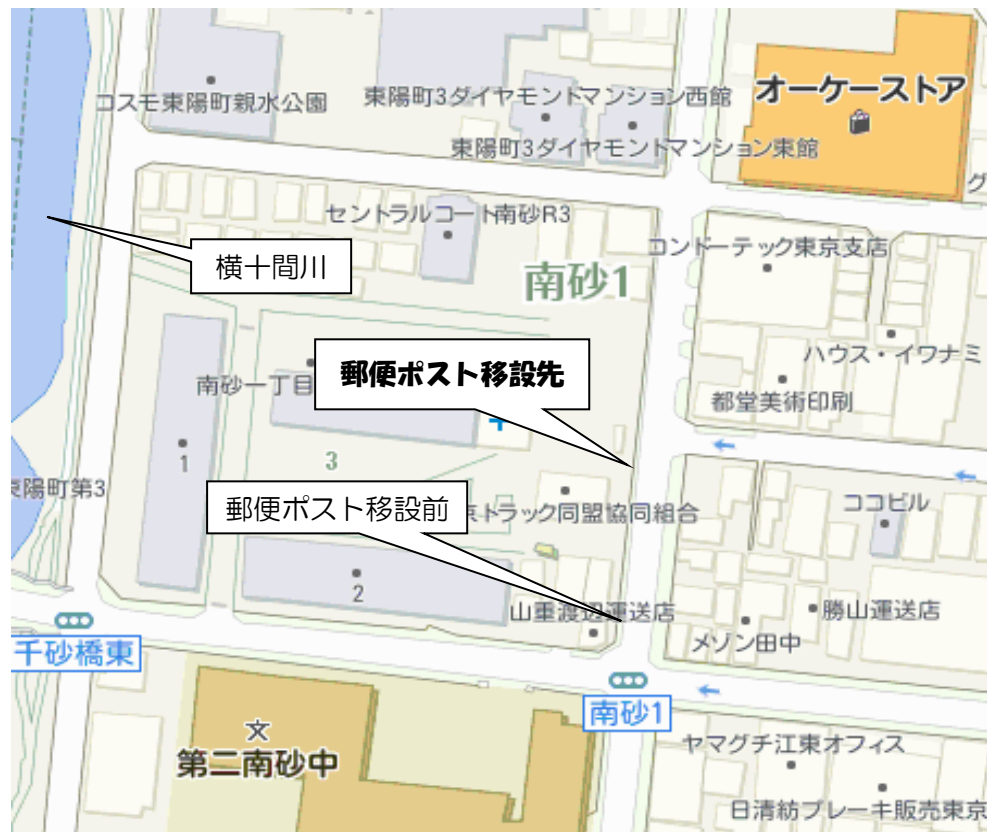 オーケーストア
コスモ東陽町親水公園
東陽町3ダイヤモンドマンション西館
東陽町3ダイヤモンドマンション東館
グ
セントラルコート南砂R3
コンドーテック東京支店
横十間川
南砂1
ハウス・イワナミ
郵便ポスト移設先
南砂一丁目
都堂美術印刷
1
3
東陽町第3
郵便ポスト移設前
京トラック同盟協同組合
ココビル
2
山重渡辺運送店
勝山運送店
メゾン田中
千砂橋東
南砂1
文
第二南砂中
ヤマグチ江東オフィス
日清紡ブレーキ販売東京